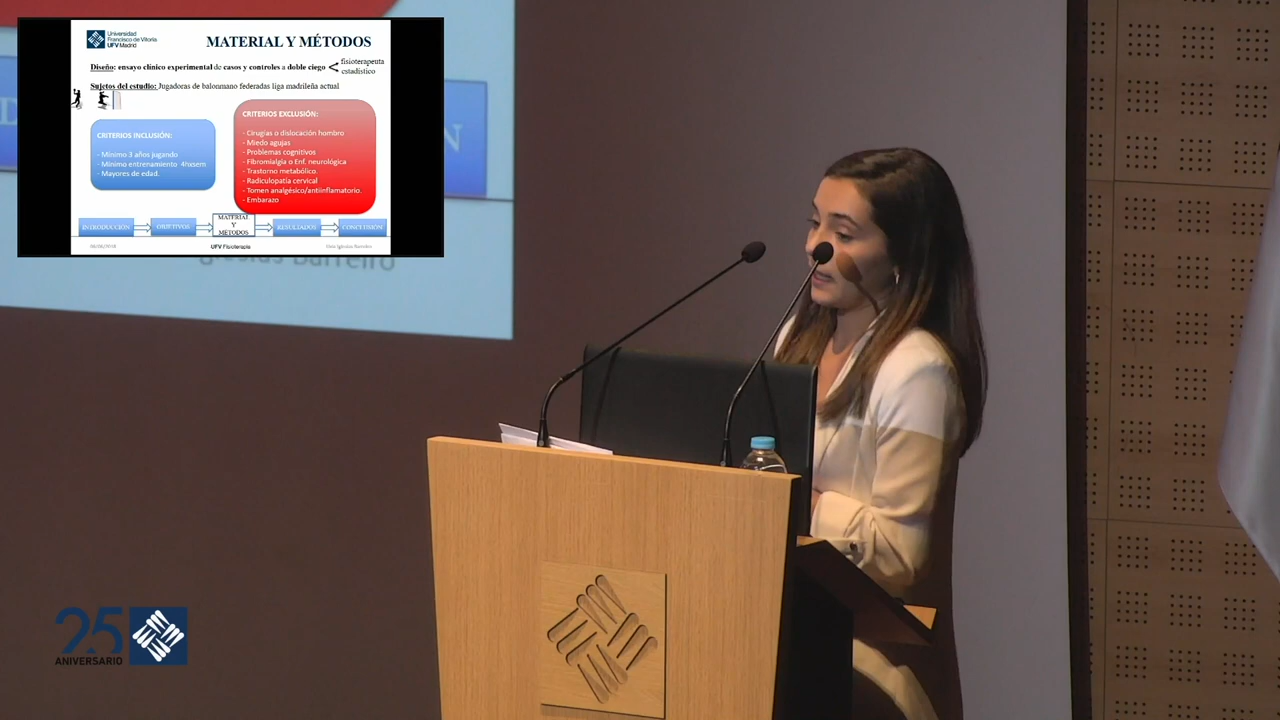 Universidad
Francisco de Vitoria
UFV Madrid
MATERIAL Y MÉTODOS
Diseño: ensayo clínico experimental de casos y controles a doble ciego < fisioterapeuta
estadístico
Sujetos del estudio: Jugadoras de balonmano federadas liga madrileña actual
CRITERIOS INCLUSIÓN:
- Mínimo 3 años jugando
- Mínimo entrenamiento 4hxsem
- Mayores de edad.
CRITERIOS EXCLUSIÓN:
- Cirugías o dislocación hombro
- Miedo agujas
- Problemas cognitivos
- Fibromialgia o Enf. neurológica
- Trastorno metabólico.
- Radiculopatía cervical
- Tomen analgésico/antiinflamatorio.
- Embarazo
INTRODUCCIÓN
OBJETIVOS
MATERIAL
Y
MÉTODOS
RESULTADOS
CONCLUSIÓN
UFV Fisioterapia
Iglesias Barreiro
N
25
ANIVERSARIO